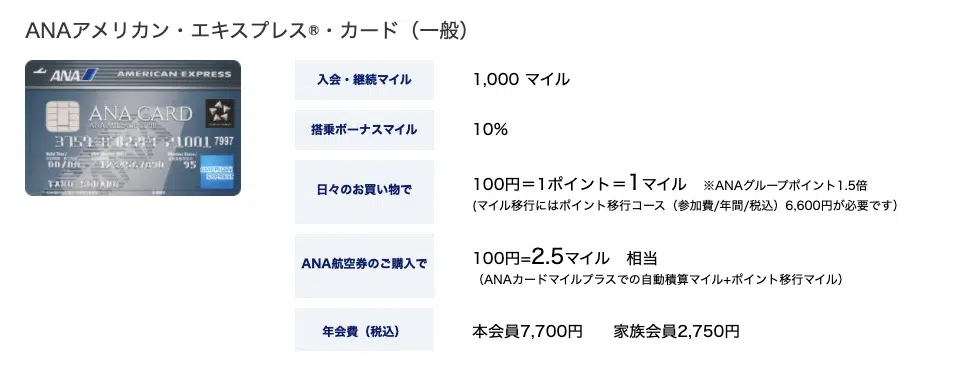 ANAアメリカン・エキスプレス®・カード（一般）
ANA AMERICAN EXPRESS
ANA CARD
7997
95
AMERICAN EXPRESS
入会・継続マイル 1,000 マイル
搭乗ボーナスマイル 10%
日々のお買い物で 100円＝1ポイント＝1マイル ※ANAグループポイント1.5倍
(マイル移行にはポイント移行コース（参加費/年間/税込）6,600円が必要です）
ANA航空券のご購入で 100円=2.5マイル 相当
（ANAカードマイルプラスでの自動積算マイル+ポイント移行マイル）
年会費（税込） 本会員7,700円 家族会員2,750円